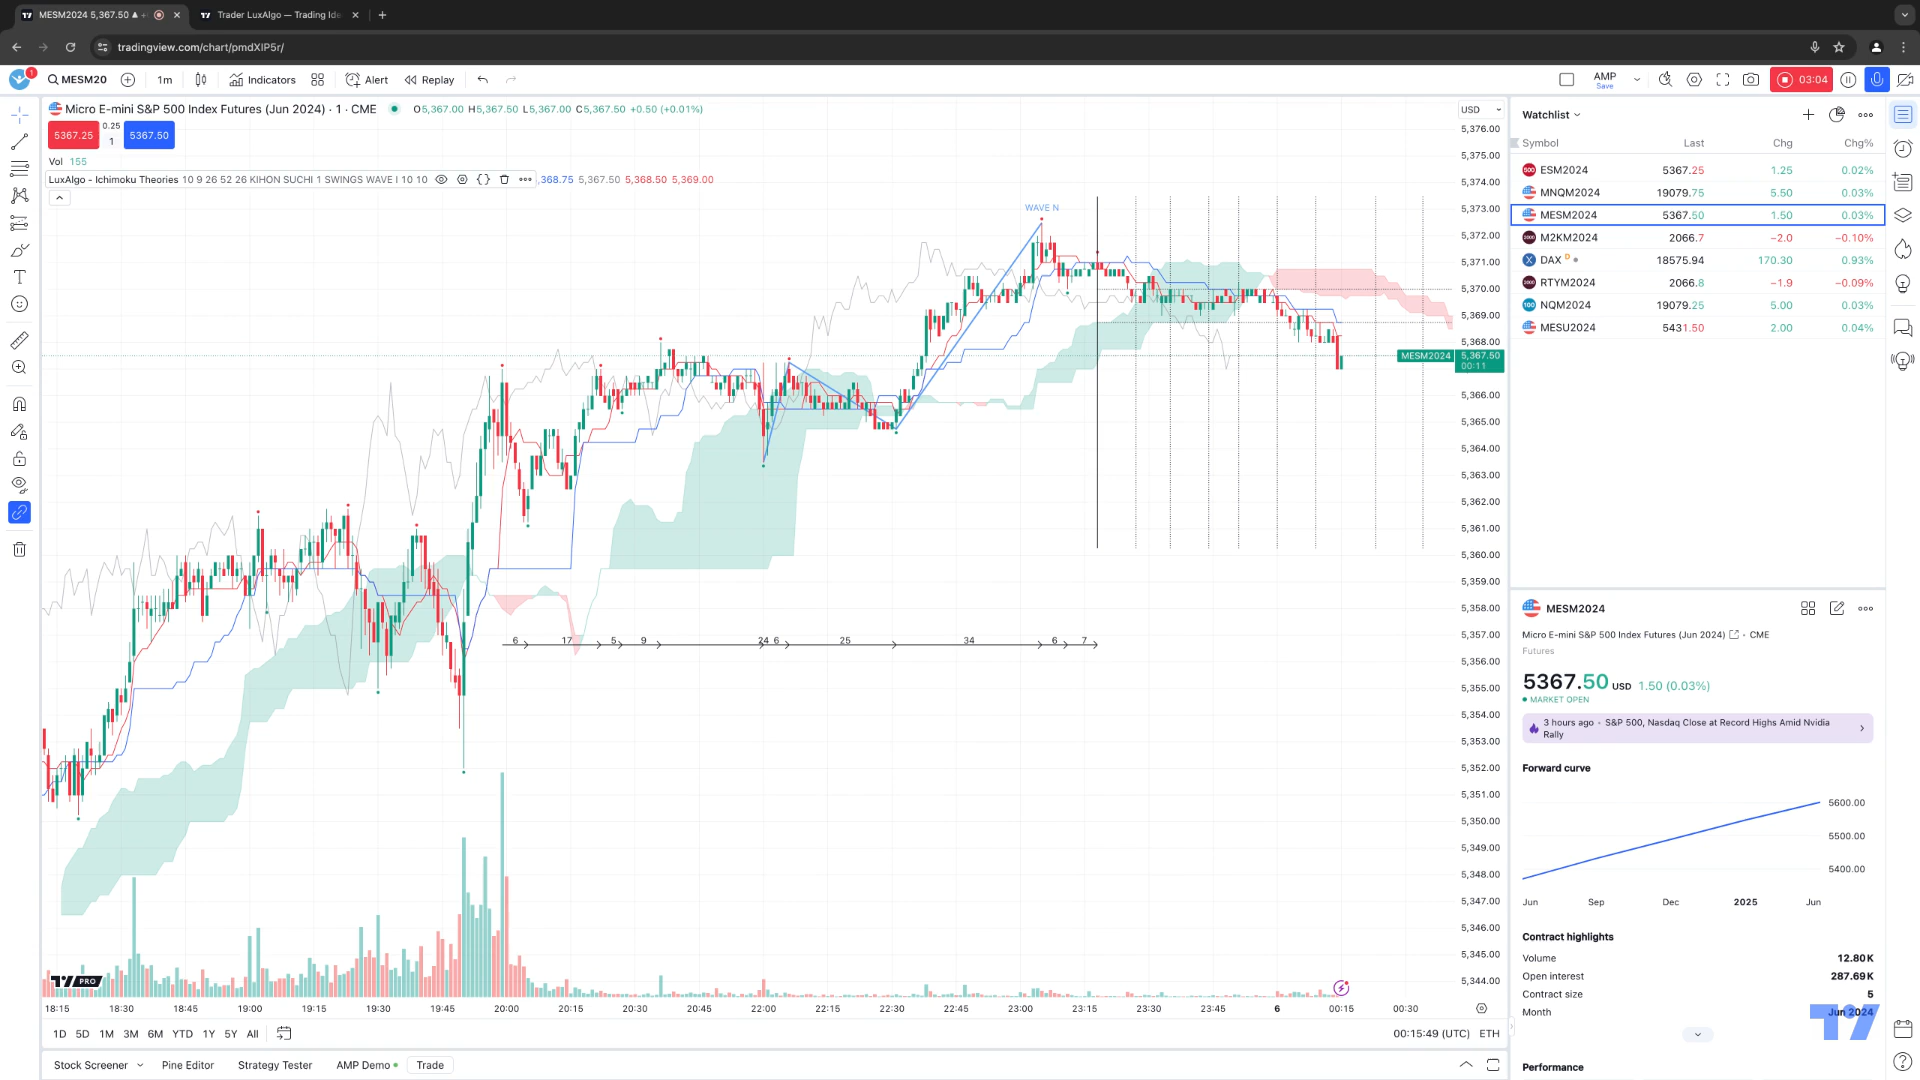 MESM2024 5,367.50 ▲
Trader LuxAlgo — Trading Ide
tradingview.com/chart/pmdXIP5r/
1
MESM20
1m
Indicators
Alert
Replay
AMP
Save
03:04
Micro E-mini S&P 500 Index Futures (Jun 2024) · 1 · CME
O5,367.00 H5,367.50 L5,367.00 C5,367.50 +0.50 (+0.01%)
USD
5367.25
0.25
1
5367.50
Vol 155
LuxAlgo - Ichimoku Theories 10 9 26 52 26 KIHON SUCHI 1 SWINGS WAVE I 10 10
,368.75 5,367.50 5,368.50 5,369.00
WAVE N
6 17 5 9 24 6 25 34 6 7
5,376.00
5,375.00
5,374.00
5,373.00
5,372.00
5,371.00
5,370.00
5,369.00
5,368.00
MESM2024 5,367.50
00:11
5,366.00
5,365.00
5,364.00
5,363.00
5,362.00
5,361.00
5,360.00
5,359.00
5,358.00
5,357.00
5,356.00
5,355.00
5,354.00
5,353.00
5,352.00
5,351.00
5,350.00
5,349.00
5,348.00
5,347.00
5,346.00
5,345.00
5,344.00
PRO
18:15 18:30 18:45 19:00 19:15 19:30 19:45 20:00 20:15 20:30 20:45 22:00 22:15 22:30 22:45 23:00 23:15 23:30 23:45 6 00:15 00:30
1D 5D 1M 3M 6M YTD 1Y 5Y All
00:15:49 (UTC) ETH
Stock Screener
Pine Editor
Strategy Tester
AMP Demo
Trade
Watchlist
Symbol Last Chg Chg%
ESM2024 5367.25 1.25 0.02%
MNQM2024 19079.75 5.50 0.03%
MESM2024 5367.50 1.50 0.03%
M2KM2024 2066.7 −2.0 −0.10%
DAX D 18575.94 170.30 0.93%
RTYM2024 2066.8 −1.9 −0.09%
NQM2024 19079.25 5.00 0.03%
MESU2024 5431.50 2.00 0.04%
MESM2024
Micro E-mini S&P 500 Index Futures (Jun 2024) · CME
Futures
5367.50 USD 1.50 (0.03%)
MARKET OPEN
3 hours ago · S&P 500, Nasdaq Close at Record Highs Amid Nvidia
Rally
Forward curve
5600.00
5500.00
5400.00
Jun Sep Dec 2025 Jun
Contract highlights
Volume 12.80K
Open interest 287.69K
Contract size 5
Month Jun 2024
Performance